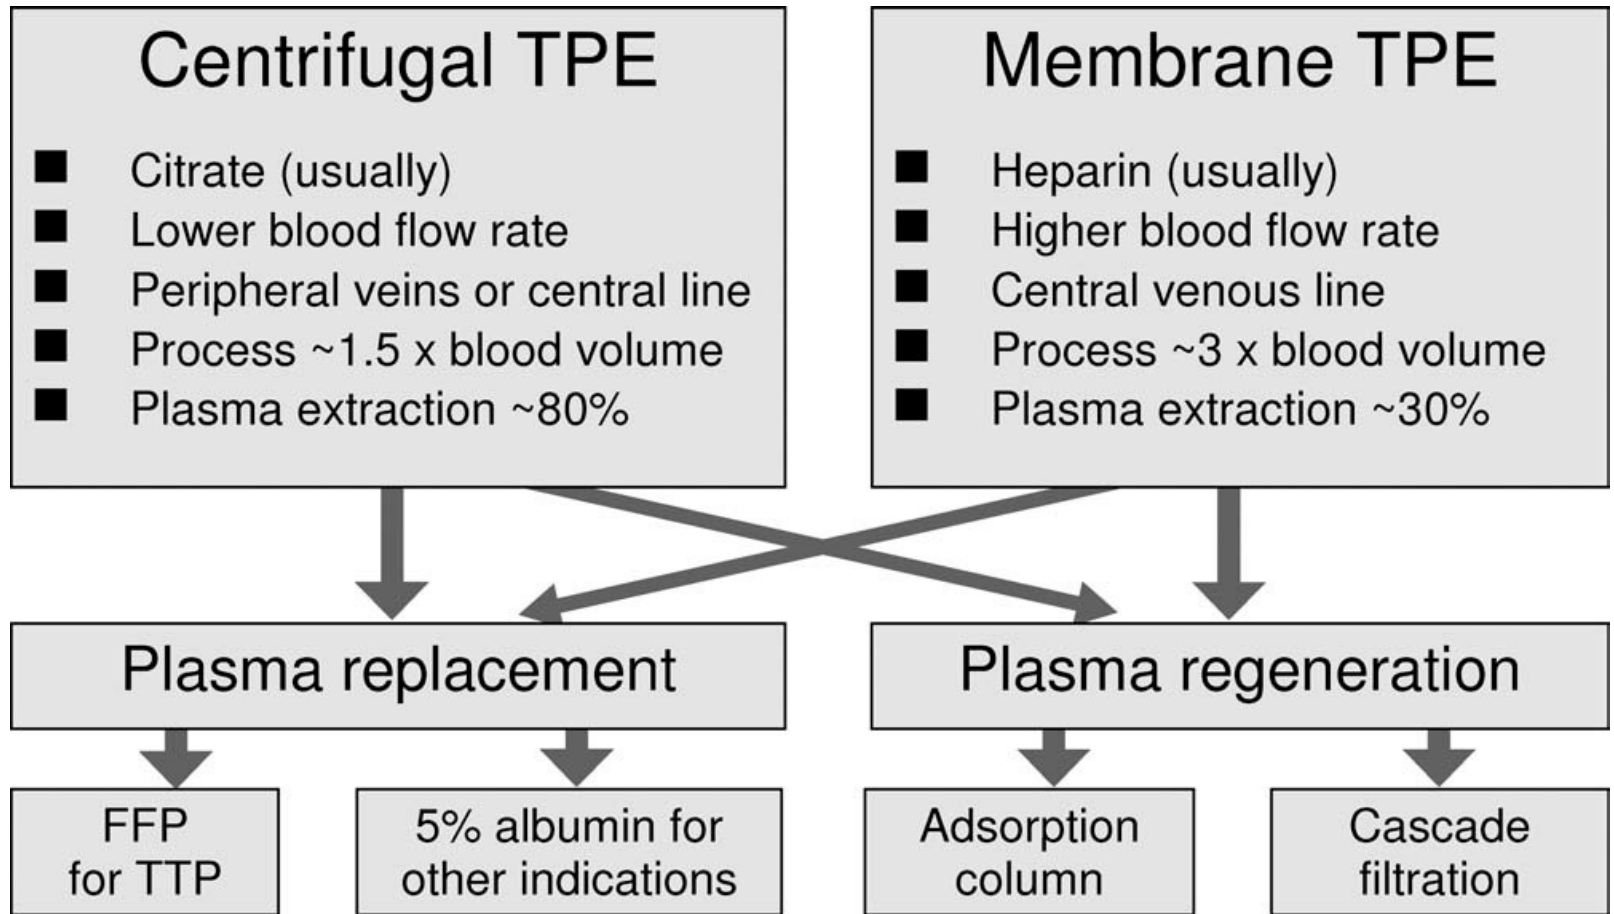 Centrifugal TPE
Citrate (usually)
Lower blood flow rate
Peripheral veins or central line
Process ~1.5 x blood volume
Plasma extraction ~80%
Membrane TPE
Heparin (usually)
Higher blood flow rate
Central venous line
Process ~3 x blood volume
Plasma extraction ~30%
Plasma replacement
Plasma regeneration
FFP
for TTP
5% albumin for
other indications
Adsorption
column
Cascade
filtration